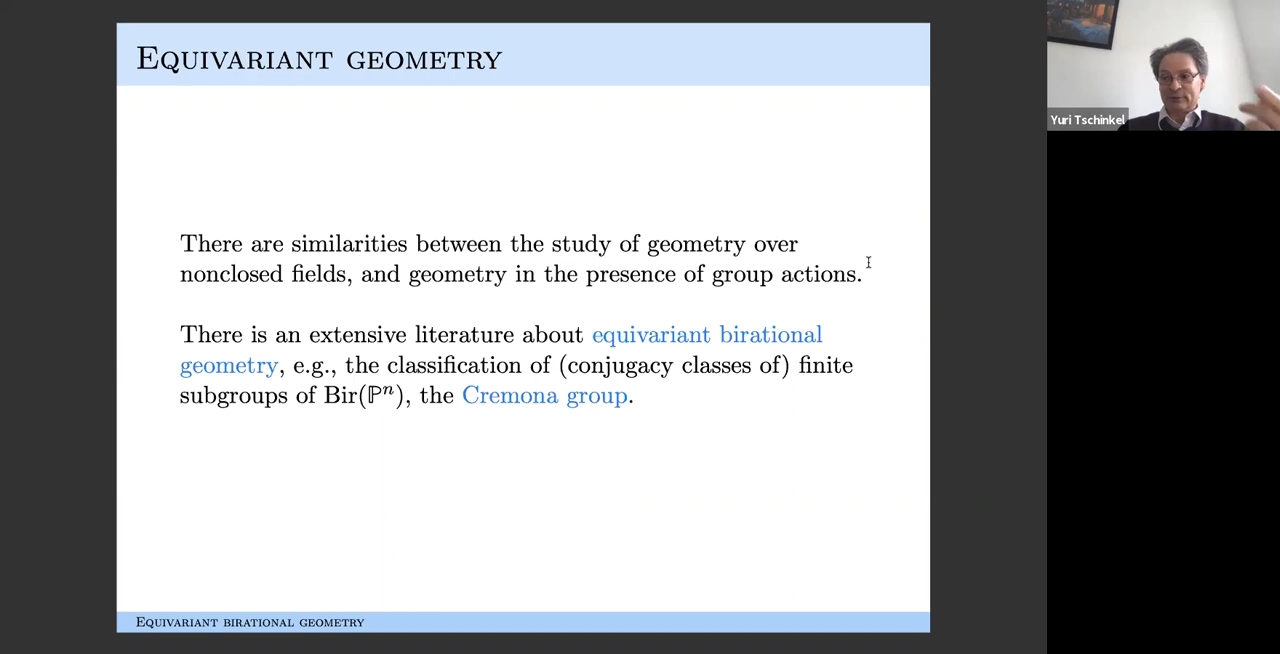 EQUIVARIANT GEOMETRY
There are similarities between the study of geometry over
nonclosed fields, and geometry in the presence of group actions.
There is an extensive literature about equivariant birational
geometry, e.g., the classification of (conjugacy classes of) finite
subgroups of Bir(ℙⁿ), the Cremona group.
EQUIVARIANT BIRATIONAL GEOMETRY
Yuri Tschinkel